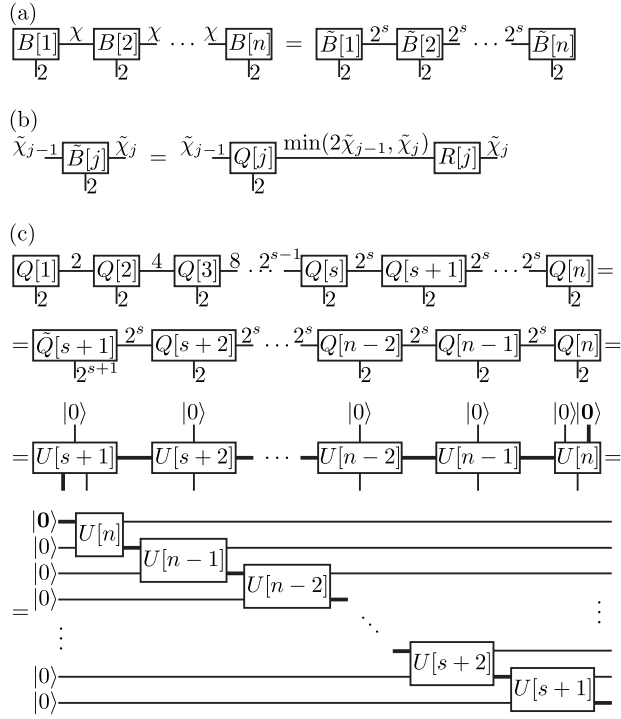 (a)
B[1] χ B[2] χ ··· χ B[n] = B̃[1] 2^s B̃[2] 2^s ··· 2^s B̃[n]
2 2 2 2 2 2
(b)
χ̃_{j−1} B̃[j] χ̃_j = χ̃_{j−1} Q[j] min(2χ̃_{j−1}, χ̃_j) R[j] χ̃_j
2 2
(c)
Q[1] 2 Q[2] 4 Q[3] 8 ··· 2^{s−1} Q[s] 2^s Q[s+1] 2^s ··· 2^s Q[n] =
2 2 2 2 2 2
= Q̃[s+1] 2^s Q[s+2] 2^s ··· 2^s Q[n−2] 2^s Q[n−1] 2^s Q[n] =
2^{s+1} 2 2 2 2
|0⟩ |0⟩ |0⟩ |0⟩ |0⟩|𝟎⟩
= U[s+1] U[s+2] ··· U[n−2] U[n−1] U[n] =
|𝟎⟩
U[n]
|0⟩
U[n−1]
|0⟩
U[n−2]
|0⟩
=
⋮ ⋱ ⋮
U[s+2]
|0⟩
U[s+1]
|0⟩